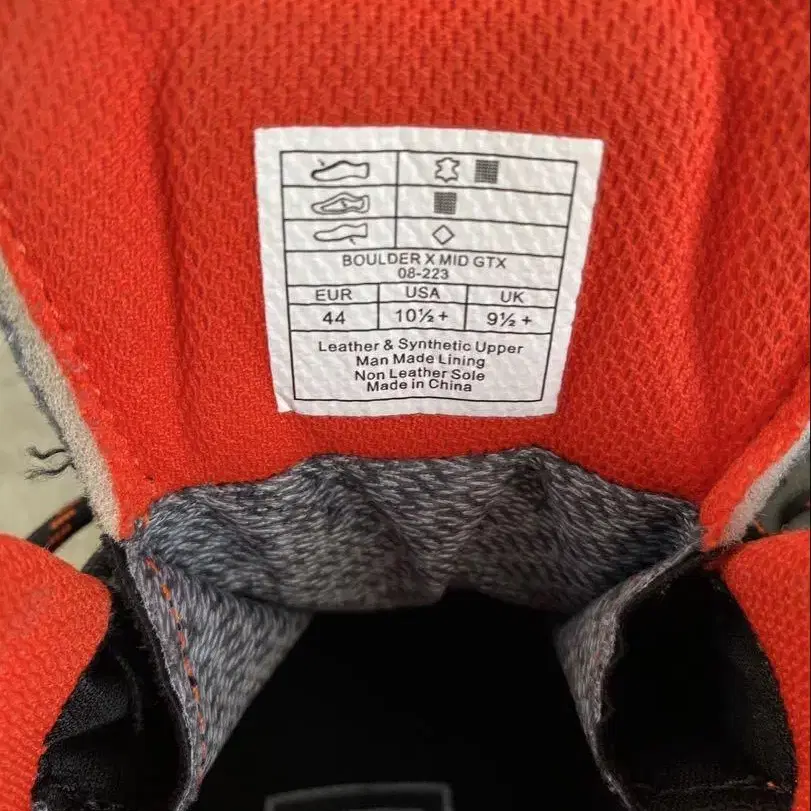 BOULDER X MID GTX
08-223
EUR USA UK
44 10½+ 9½+
Leather & Synthetic Upper
Man Made Lining
Non Leather Sole
Made in China